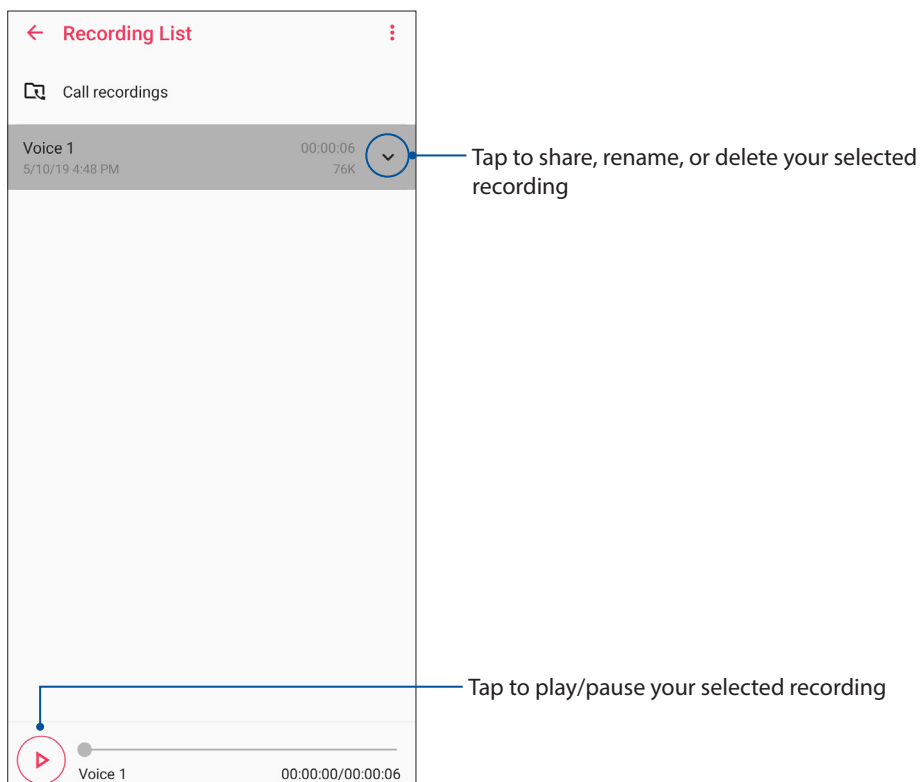 Recording List
Call recordings
Voice 1 00:00:06
5/10/19 4:48 PM 76K
Tap to share, rename, or delete your selected
recording
Tap to play/pause your selected recording
Voice 1 00:00:00/00:00:06